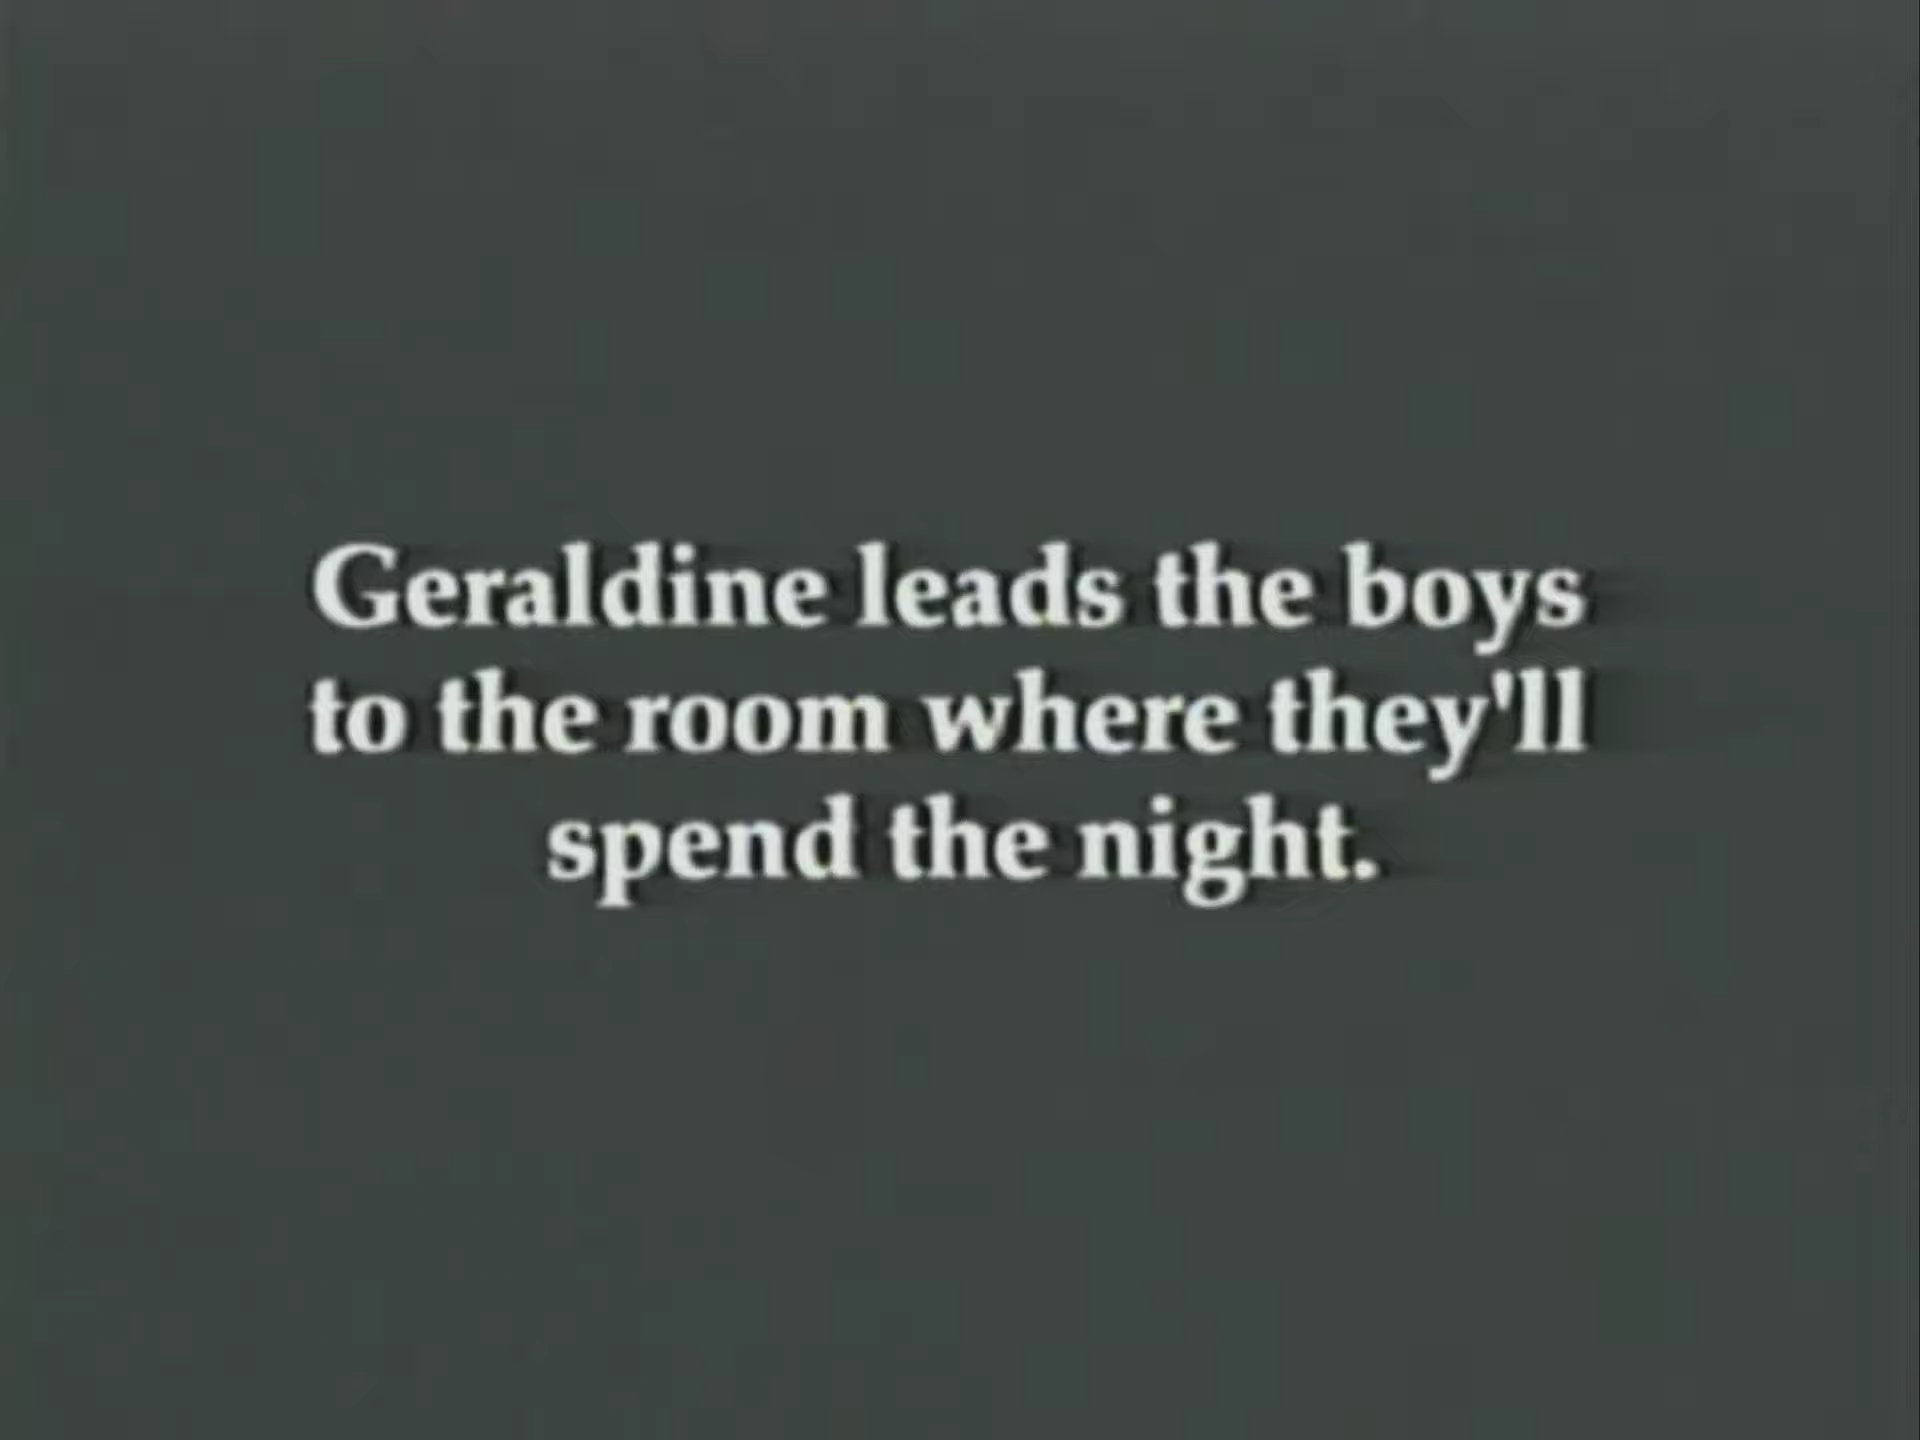 Geraldine leads the boys
to the room where they'll
spend the night.